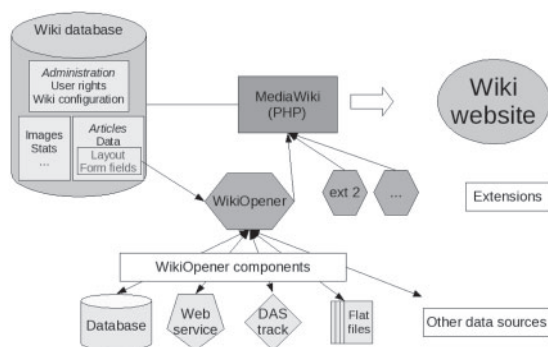 Wiki database
Administration
User rights
Wiki configuration
Images
Stats
...
Articles
Data
Layout
Form fields
MediaWiki
(PHP)
Wiki
website
WikiOpener
ext 2
...
Extensions
WikiOpener components
Database
Web
service
DAS
track
Flat
files
Other data sources